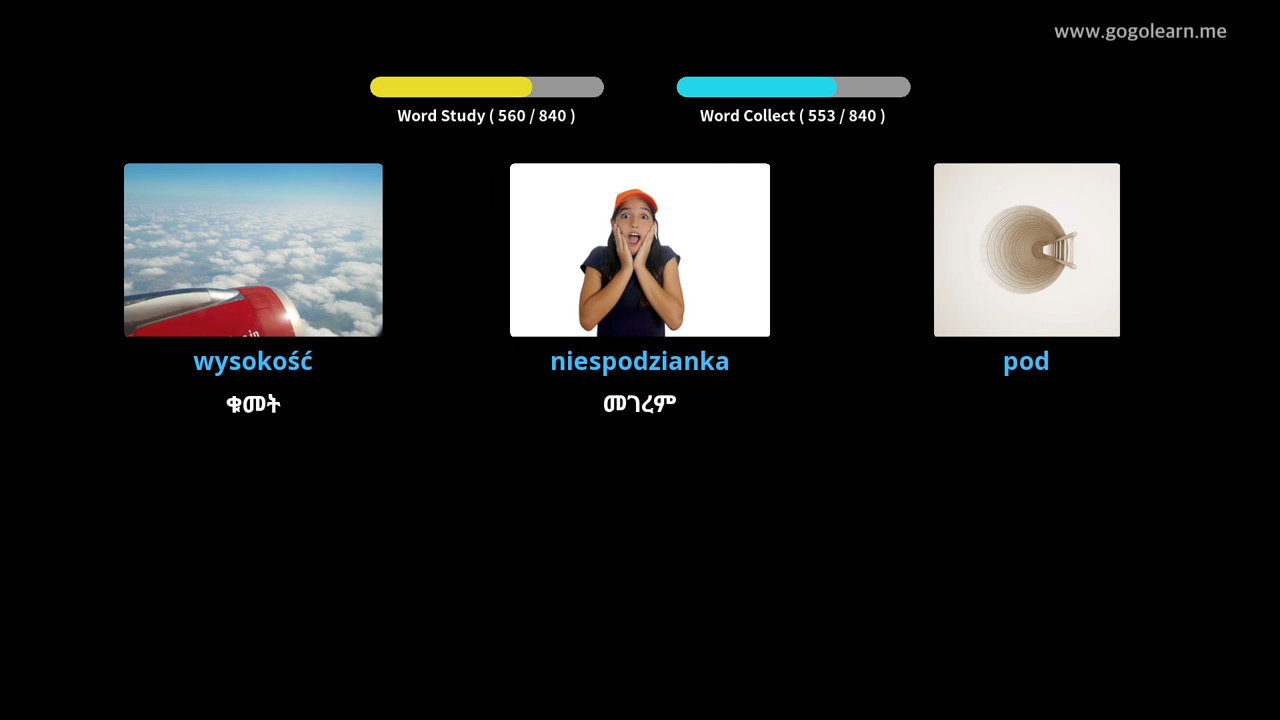 www.gogolearn.me
Word Study ( 560 / 840 )
Word Collect ( 553 / 840 )
wysokość
niespodzianka
pod
ቁመት
መገረም